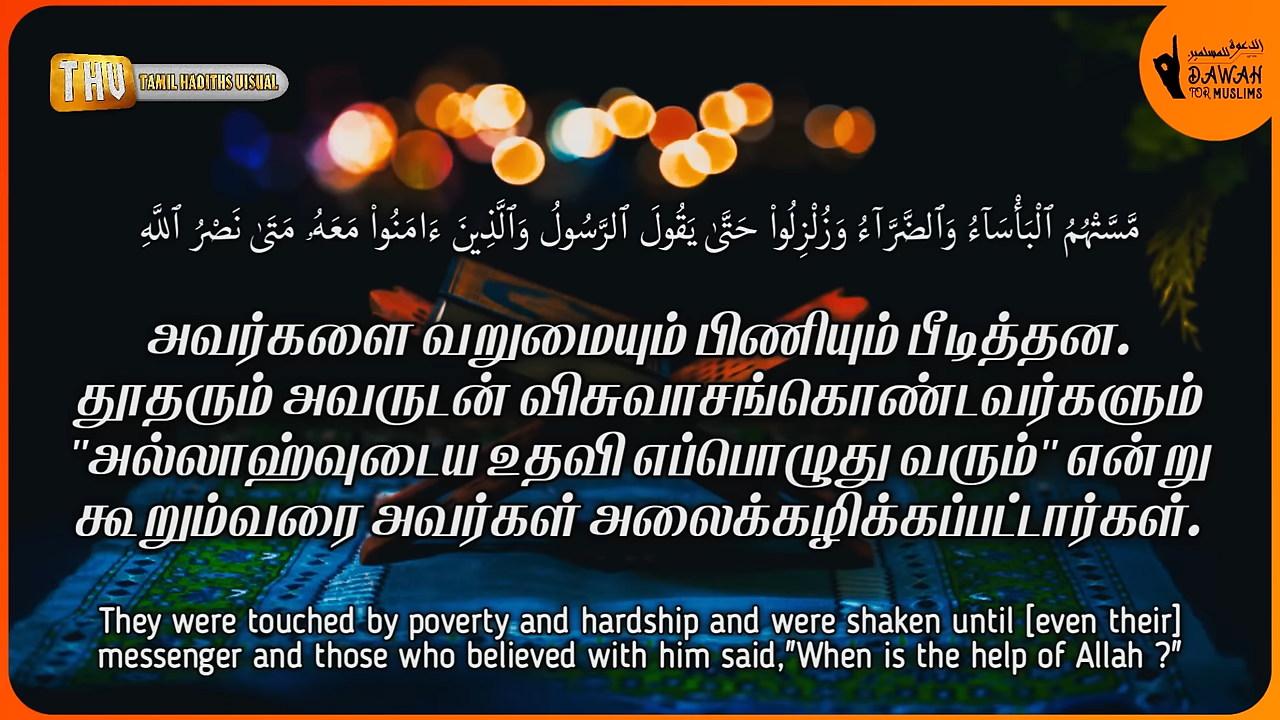 THV
TAMIL HADITHS VISUAL
الدعوة للمسلمين
DAWAH
FOR MUSLIMS
مَّسَّتْهُمُ ٱلْبَأْسَآءُ وَٱلضَّرَّآءُ وَزُلْزِلُوا۟ حَتَّىٰ يَقُولَ ٱلرَّسُولُ وَٱلَّذِينَ ءَامَنُوا۟ مَعَهُۥ مَتَىٰ نَصْرُ ٱللَّهِ
அவர்களை வறுமையும் பிணியும் பீடித்தன.
தூதரும் அவருடன் விசுவாசங்கொண்டவர்களும்
"அல்லாஹ்வுடைய உதவி எப்பொழுது வரும்" என்று
கூறும்வரை அவர்கள் அலைக்கழிக்கப்பட்டார்கள்.
They were touched by poverty and hardship and were shaken until [even their]
messenger and those who believed with him said,"When is the help of Allah ?"